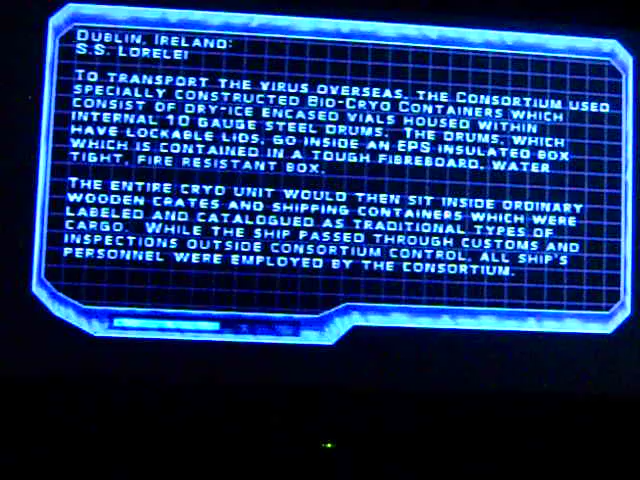 DUBLIN, IRELAND:
S.S. LORELEI
TO TRANSPORT THE VIRUS OVERSEAS, THE CONSORTIUM USED
SPECIALLY CONSTRUCTED BIO-CRYO CONTAINERS WHICH
CONSIST OF DRY-ICE ENCASED VIALS HOUSED WITHIN
INTERNAL 10 GAUGE STEEL DRUMS. THE DRUMS, WHICH
HAVE LOCKABLE LIDS, GO INSIDE AN EPS INSULATED BOX
WHICH IS CONTAINED IN A TOUGH FIBREBOARD, WATER
TIGHT, FIRE RESISTANT BOX.
THE ENTIRE CRYO UNIT WOULD THEN SIT INSIDE ORDINARY
WOODEN CRATES AND SHIPPING CONTAINERS WHICH WERE
LABELED AND CATALOGUED AS TRADITIONAL TYPES OF
CARGO. WHILE THE SHIP PASSED THROUGH CUSTOMS AND
INSPECTIONS OUTSIDE CONSORTIUM CONTROL, ALL SHIP'S
PERSONNEL WERE EMPLOYED BY THE CONSORTIUM.